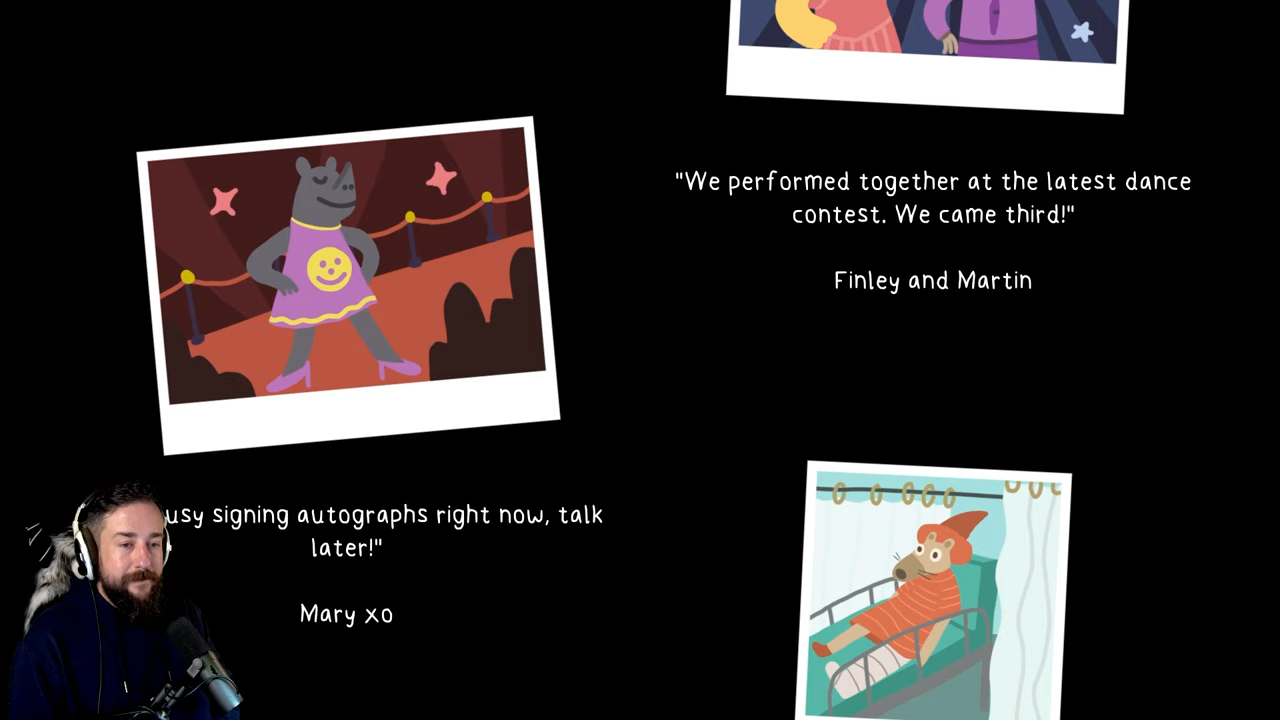 "We performed together at the latest dance
contest. We came third!"
Finley and Martin
signing autographs right now, talk
later!"
Mary xo